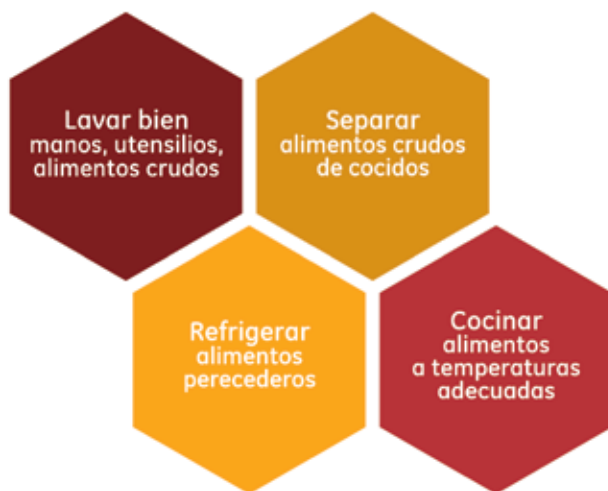 Lavar bien
manos, utensilios,
alimentos crudos
Separar
alimentos crudos
de cocidos
Refrigerar
alimentos
perecederos
Cocinar
alimentos
a temperaturas
adecuadas